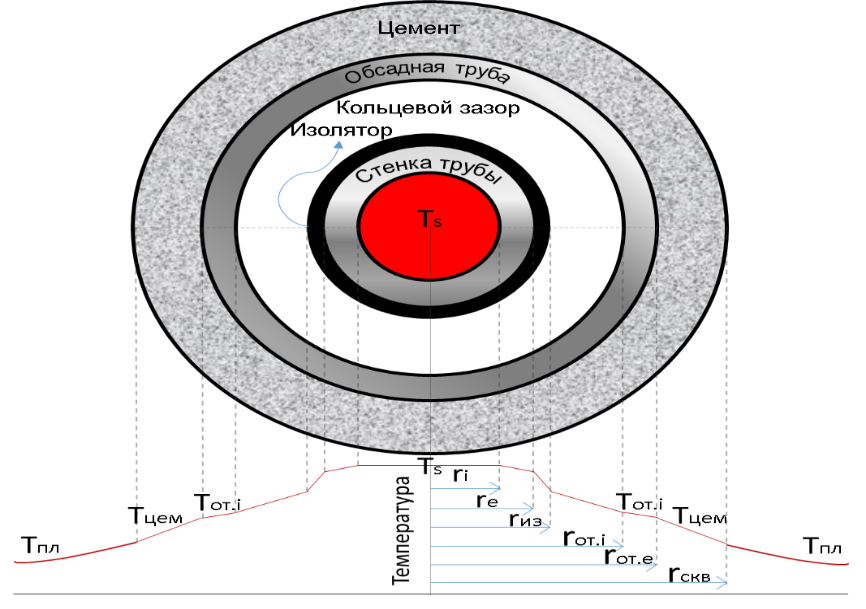 Цемент
Обсадная труба
Кольцевой зазор
Изолятор
Стенка трубы
Ts
Ts
Температура
ri
re
rиз
rот.i
rот.e
rскв
Tот.i
Tцем
Tпл
Tот.i
Tцем
Tпл